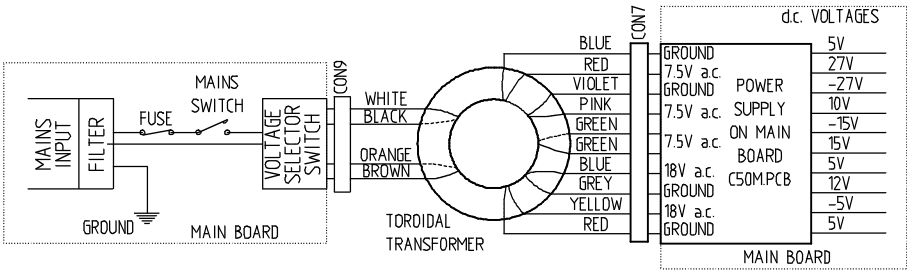 MAINS
INPUT
FILTER
FUSE
MAINS
SWITCH
VOLTAGE
SELECTOR
SWITCH
GROUND
MAIN BOARD
CON9
WHITE
BLACK
ORANGE
BROWN
TOROIDAL
TRANSFORMER
BLUE
RED
VIOLET
PINK
GREEN
GREEN
BLUE
GREY
YELLOW
RED
CON7
GROUND
7.5V a.c.
GROUND
7.5V a.c.
7.5V a.c.
18V a.c.
GROUND
18V a.c.
GROUND
POWER
SUPPLY
ON MAIN
BOARD
C50M.PCB
d.c. VOLTAGES
5V
27V
-27V
10V
-15V
15V
5V
12V
-5V
5V
MAIN BOARD